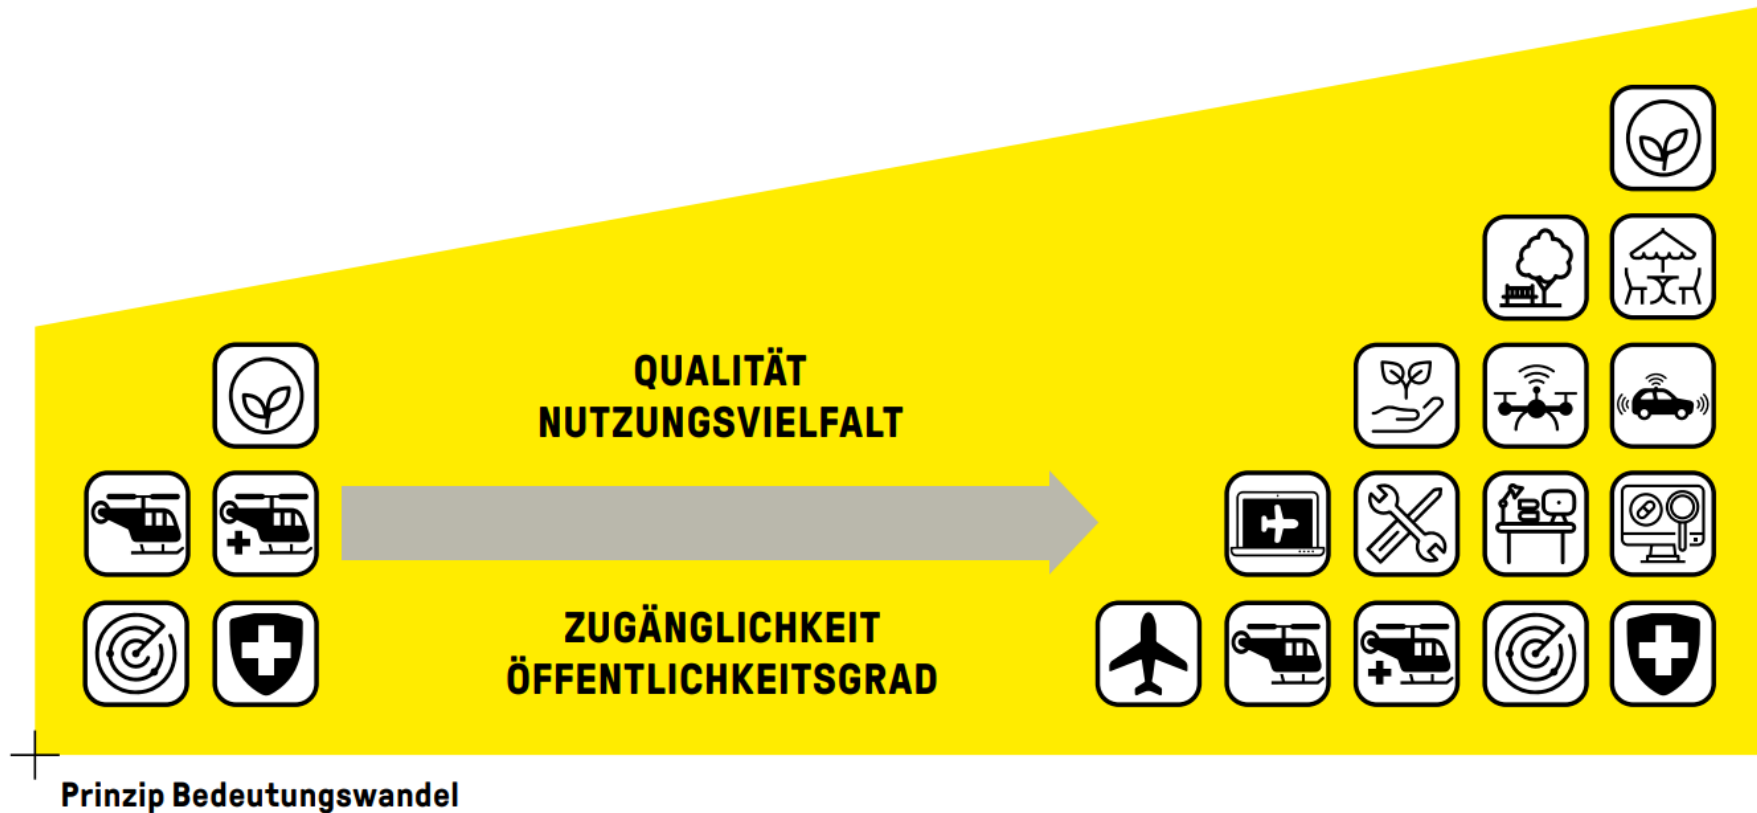 QUALITÄT
NUTZUNGSVIELFALT
ZUGÄNGLICHKEIT
ÖFFENTLICHKEITSGRAD
Prinzip Bedeutungswandel